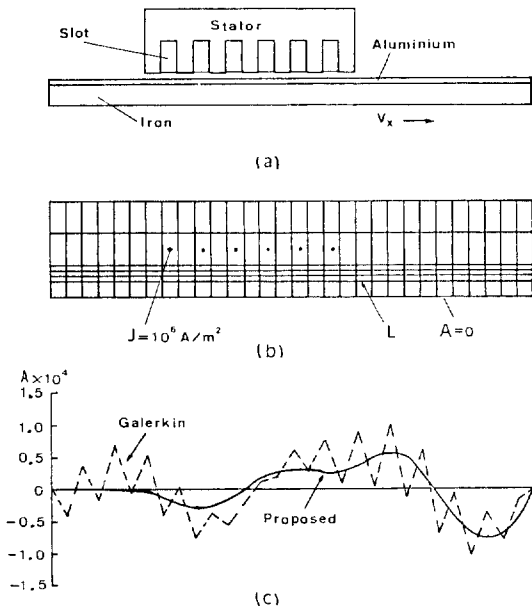 Stator
Slot
Aluminium
Iron
Vx
(a)
J=10⁶ A/m²
L
A=0
(b)
A×10⁴
1.5
Galerkin
1.0
0.5
0
Proposed
-0.5
-1.0
-1.5
(c)